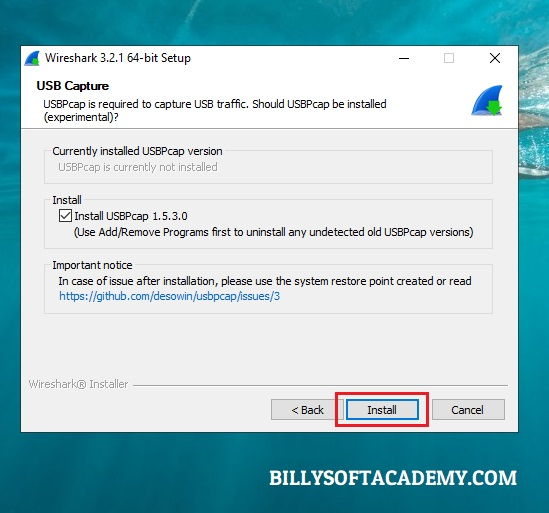 Wireshark 3.2.1 64-bit Setup
USB Capture
USBPcap is required to capture USB traffic. Should USBPcap be installed
(experimental)?
Currently installed USBPcap version
USBPcap is currently not installed
Install
Install USBPcap 1.5.3.0
(Use Add/Remove Programs first to uninstall any undetected old USBPcap versions)
Important notice
In case of issue after installation, please use the system restore point created or read
https://github.com/desowin/usbpcap/issues/3
Wireshark® Installer
< Back
Install
Cancel
BILLYSOFTACADEMY.COM